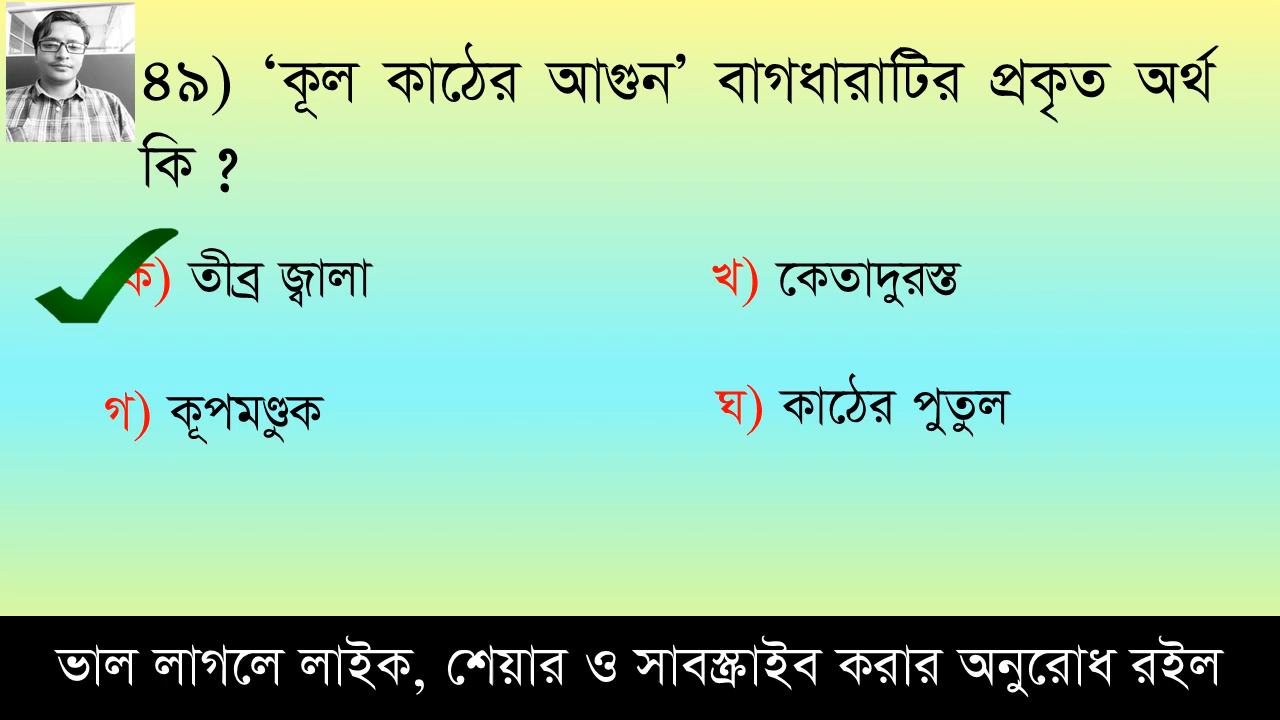 ৪৯) ‘কূল কাঠের আগুন’ বাগধারাটির প্রকৃত অর্থ
কি ?
ক) তীব্র জ্বালা
খ) কেতাদুরস্ত
গ) কূপমণ্ডুক
ঘ) কাঠের পুতুল
ভাল লাগলে লাইক, শেয়ার ও সাবস্ক্রাইব করার অনুরোধ রইল